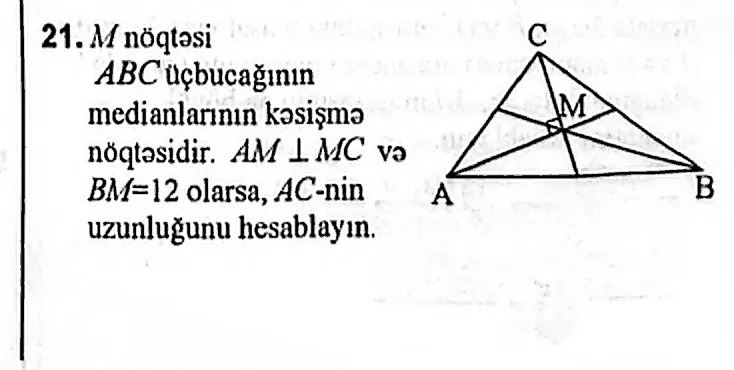 21. M nöqtəsi
ABC üçbucağının
medianlarının kəsişmə
nöqtəsidir. AM ⊥ MC və
BM=12 olarsa, AC-nin
uzunluğunu hesablayın.
C
M
A
B